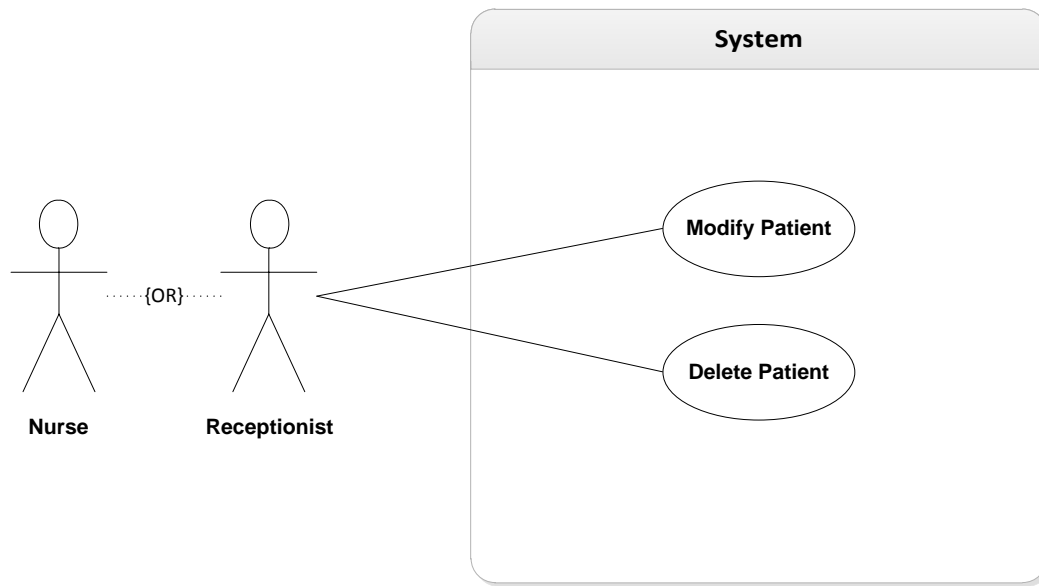 System
Modify Patient
{OR}
Delete Patient
Nurse
Receptionist